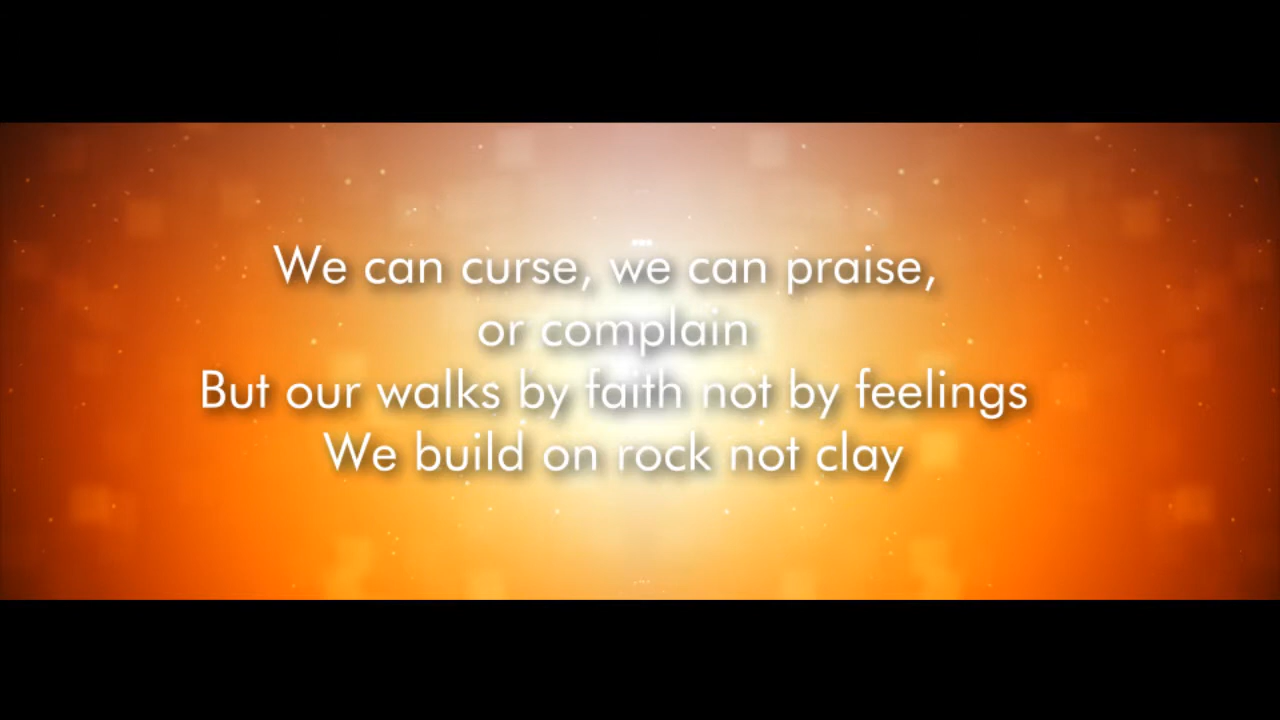 We can curse, we can praise,
or complain
But our walks by faith not by feelings
We build on rock not clay